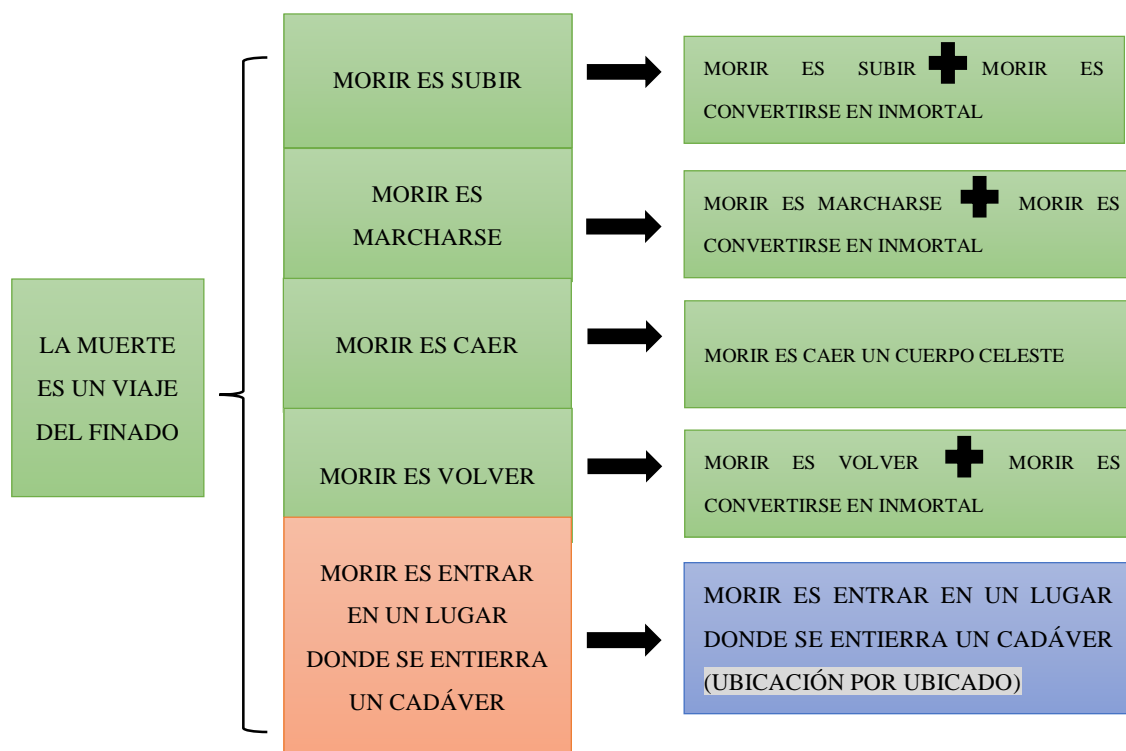 LA MUERTE
ES UN VIAJE
DEL FINADO
MORIR ES SUBIR
MORIR ES SUBIR MORIR ES
CONVERTIRSE EN INMORTAL
MORIR ES
MARCHARSE
MORIR ES MARCHARSE MORIR ES
CONVERTIRSE EN INMORTAL
MORIR ES CAER
MORIR ES CAER UN CUERPO CELESTE
MORIR ES VOLVER
MORIR ES VOLVER MORIR ES
CONVERTIRSE EN INMORTAL
MORIR ES ENTRAR
EN UN LUGAR
DONDE SE ENTIERRA
UN CADÁVER
MORIR ES ENTRAR EN UN LUGAR
DONDE SE ENTIERRA UN CADÁVER
(UBICACIÓN POR UBICADO)